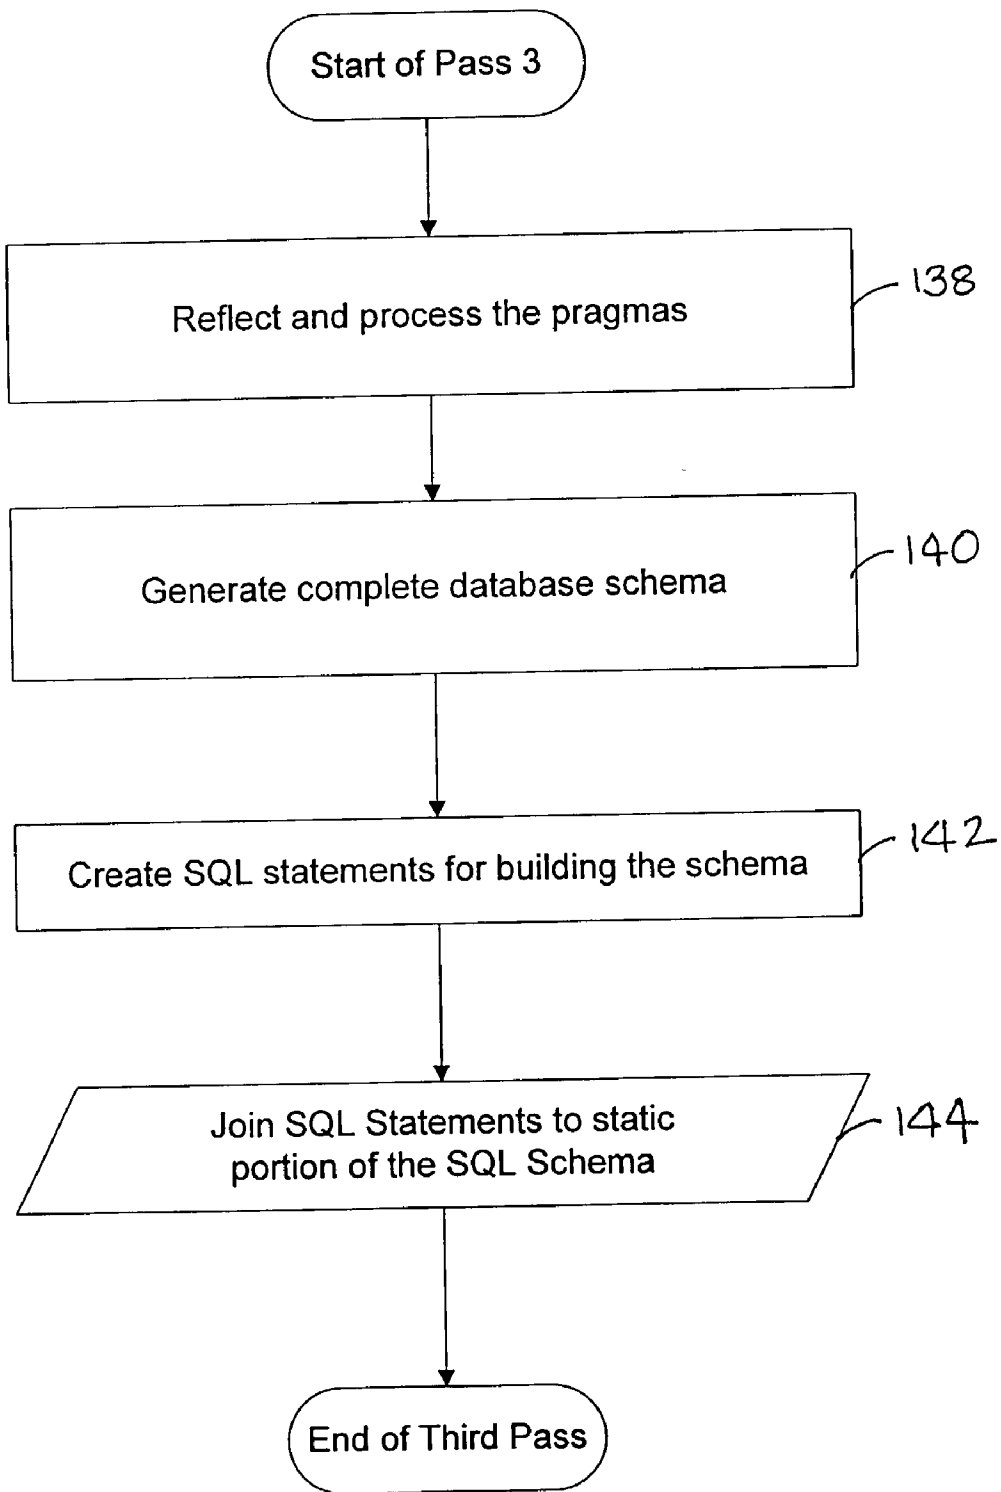 Start of Pass 3
Reflect and process the pragmas
138
Generate complete database schema
140
Create SQL statements for building the schema
142
Join SQL Statements to static
portion of the SQL Schema
144
End of Third Pass